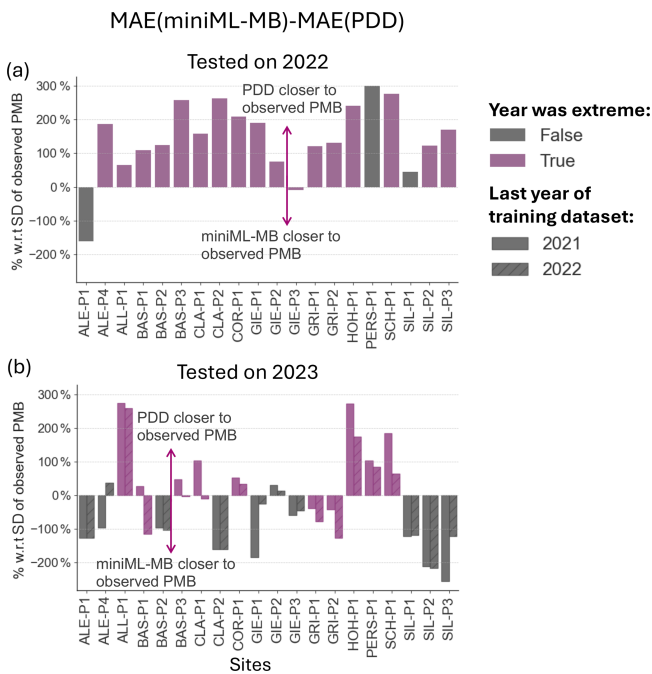 MAE(miniML-MB)-MAE(PDD)
(a)
Tested on 2022
% w.r.t SD of observed PMB
300 %
200 %
100 %
0 %
−100 %
−200 %
PDD closer to
observed PMB
miniML-MB closer to
observed PMB
ALE-P1
ALE-P4
ALL-P1
BAS-P1
BAS-P2
BAS-P3
CLA-P1
CLA-P2
COR-P1
GIE-P1
GIE-P2
GIE-P3
GRI-P1
GRI-P2
HOH-P1
PERS-P1
SCH-P1
SIL-P1
SIL-P2
SIL-P3
Year was extreme:
False
True
Last year of
training dataset:
2021
2022
(b)
Tested on 2023
% w.r.t SD of observed PMB
300 %
200 %
100 %
0 %
−100 %
−200 %
PDD closer to
observed PMB
miniML-MB closer to
observed PMB
ALE-P1
ALE-P4
ALL-P1
BAS-P1
BAS-P2
BAS-P3
CLA-P1
CLA-P2
COR-P1
GIE-P1
GIE-P2
GIE-P3
GRI-P1
GRI-P2
HOH-P1
PERS-P1
SCH-P1
SIL-P1
SIL-P2
SIL-P3
Sites